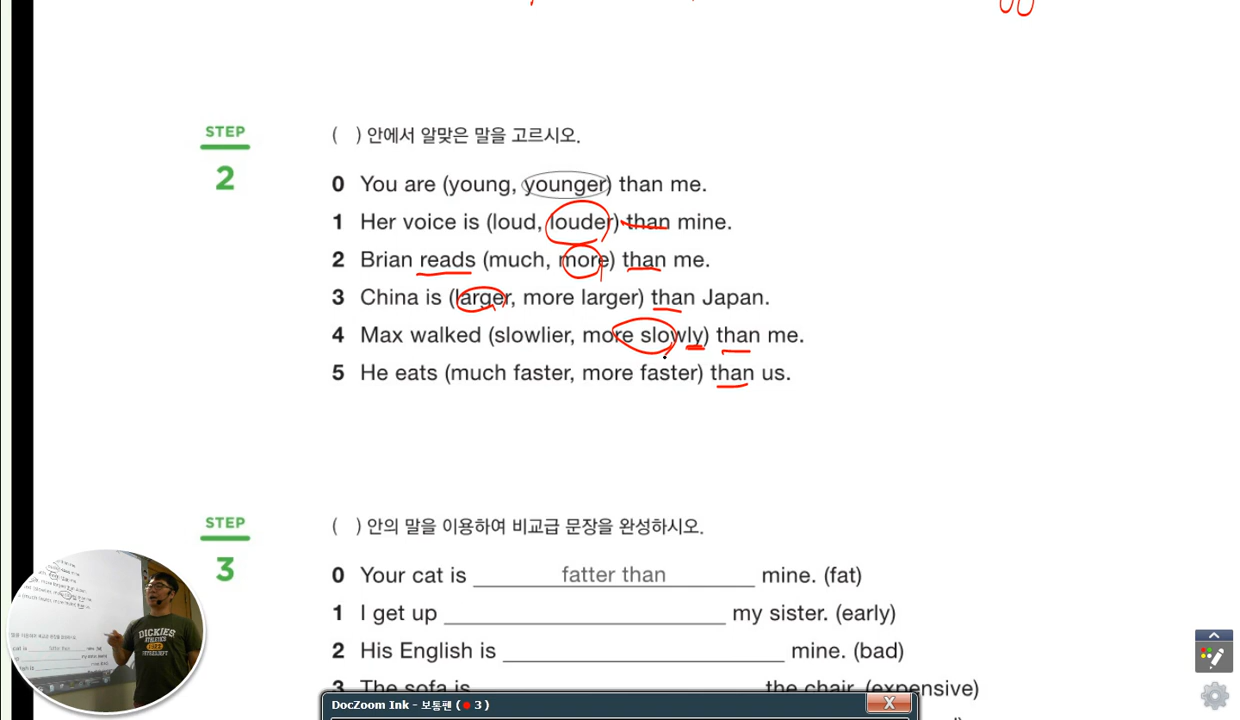 STEP
2
( ) 안에서 알맞은 말을 고르시오.
0 You are (young, younger) than me.
1 Her voice is (loud, louder) than mine.
2 Brian reads (much, more) than me.
3 China is (larger, more larger) than Japan.
4 Max walked (slowlier, more slowly) than me.
5 He eats (much faster, more faster) than us.
STEP
3
( ) 안의 말을 이용하여 비교급 문장을 완성하시오.
0 Your cat is fatter than mine. (fat)
1 I get up my sister. (early)
2 His English is mine. (bad)
3 The sofa is the chair. (expensive)
DocZoom Ink - 보통펜 ( 3 )
X
DICKIES
ATHLETICS